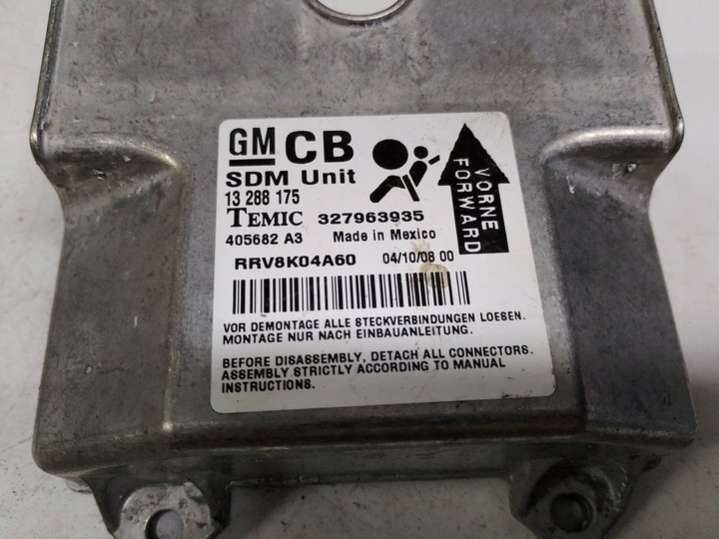 GM CB
SDM Unit
13 288 175
TEMIC 327963935
405682 A3 Made in Mexico
RRV8K04A60 04/10/08 00
VORNE
FORWARD
VOR DEMONTAGE ALLE STECKVERBINDUNGEN LOEßEN.
MONTAGE NUR NACH EINBAUANLEITUNG.
BEFORE DISASSEMBLY, DETACH ALL CONNECTORS.
ASSEMBLY STRICTLY ACCORDING TO MANUAL
INSTRUCTIONS.